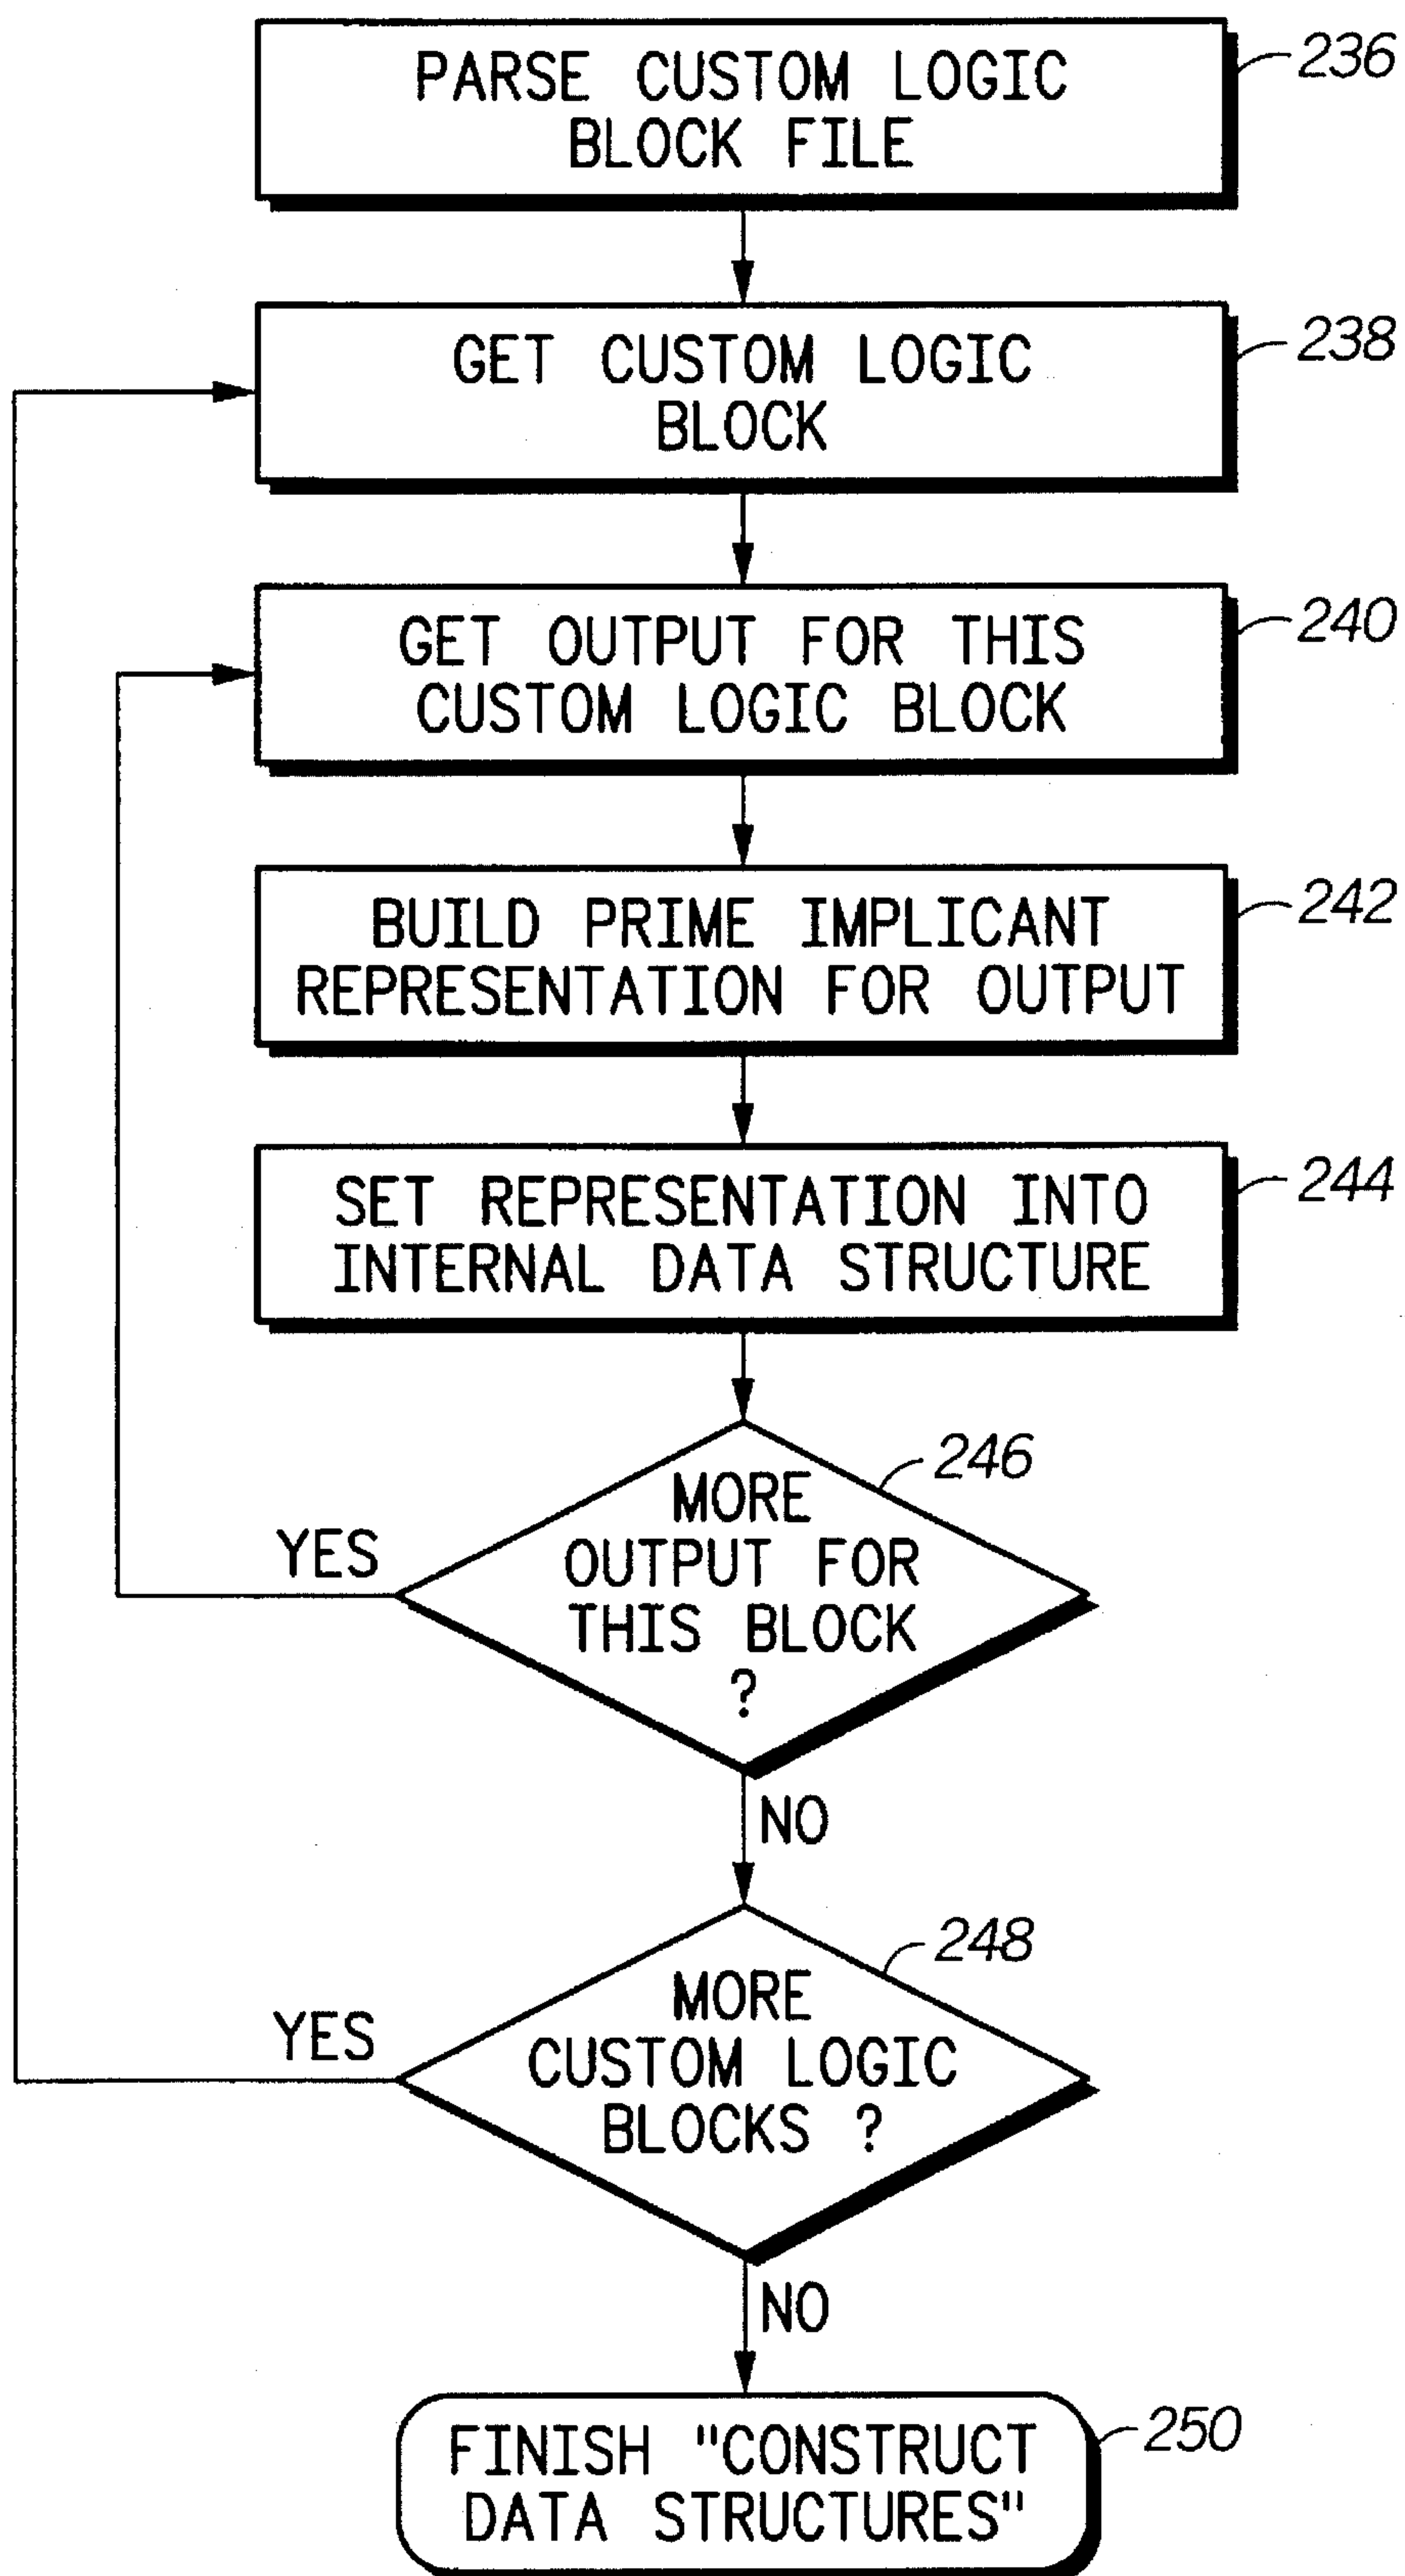 PARSE CUSTOM LOGIC
BLOCK FILE
236
GET CUSTOM LOGIC
BLOCK
238
GET OUTPUT FOR THIS
CUSTOM LOGIC BLOCK
240
BUILD PRIME IMPLICANT
REPRESENTATION FOR OUTPUT
242
SET REPRESENTATION INTO
INTERNAL DATA STRUCTURE
244
MORE
OUTPUT FOR
THIS BLOCK
?
246
YES
NO
MORE
CUSTOM LOGIC
BLOCKS ?
248
YES
NO
FINISH "CONSTRUCT
DATA STRUCTURES"
250